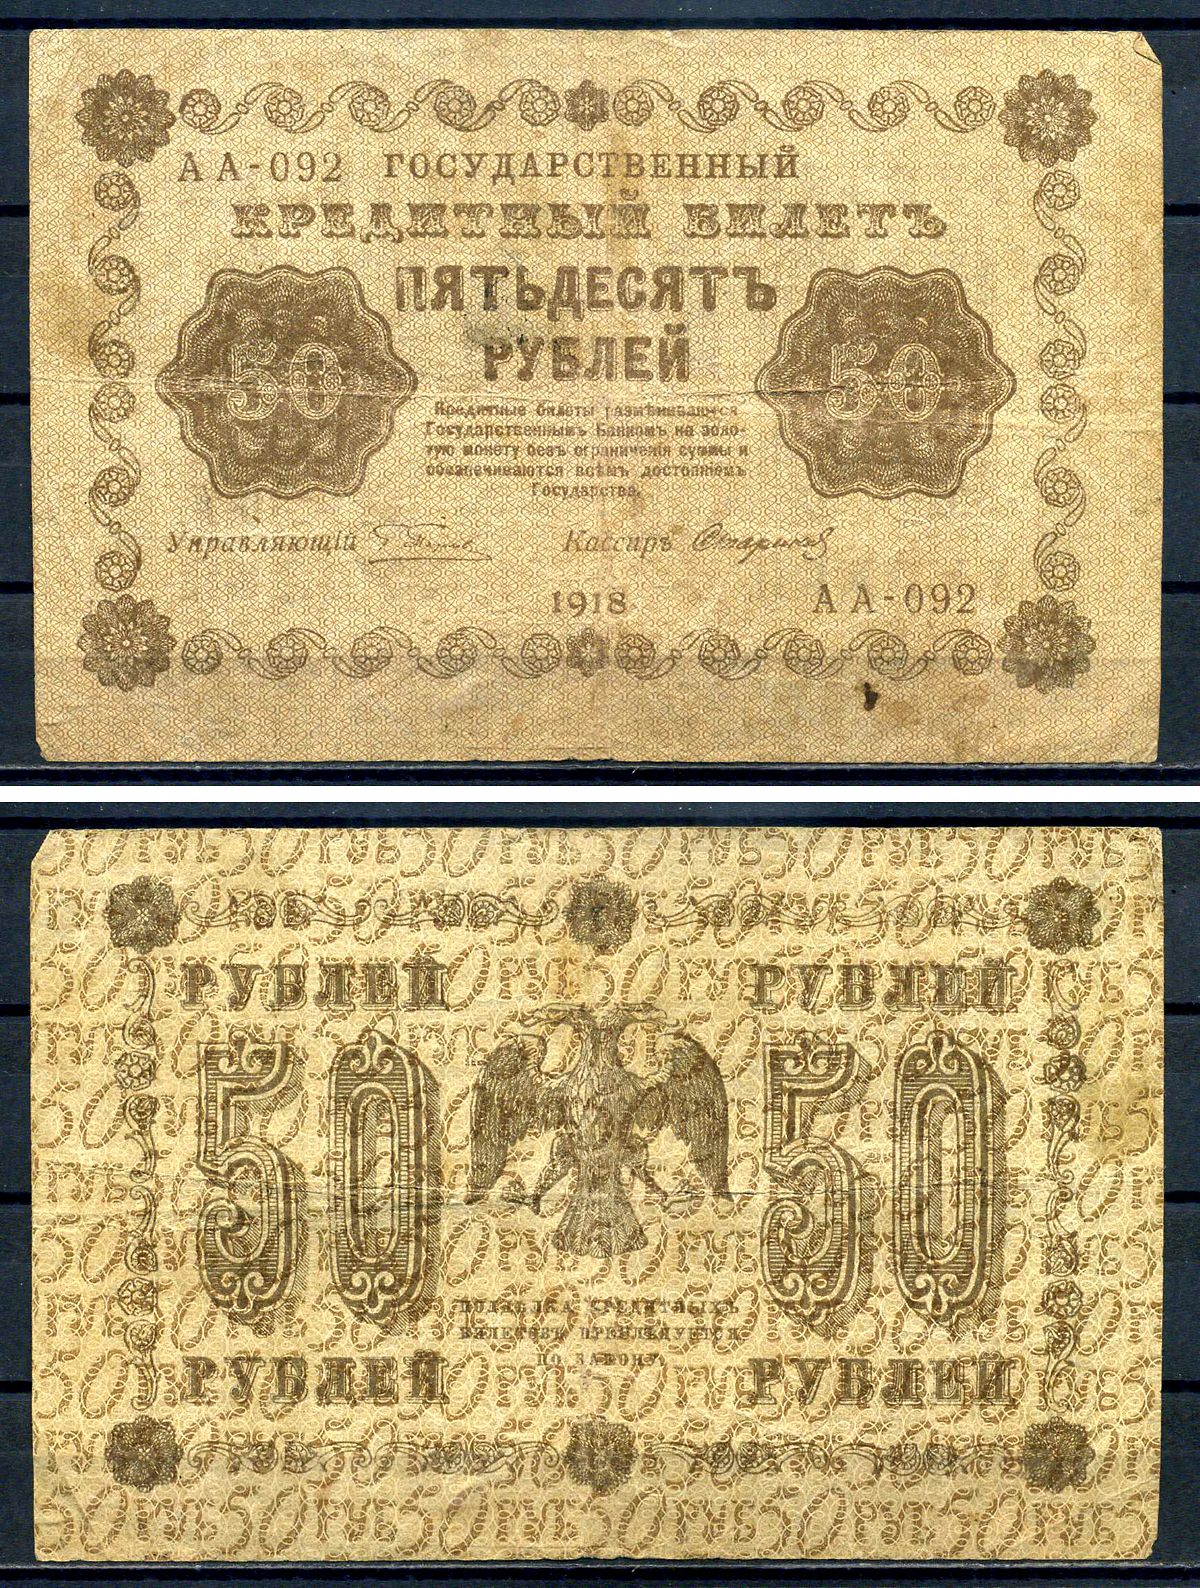 АА-092 ГОСУДАРСТВЕННЫЙ
КРЕДИТНЫЙ БИЛЕТЪ
ПЯТЬДЕСЯТЪ
РУБЛЕЙ
50 50
Кредитные билеты размѣниваются
Государственнымъ Банкомъ на золо-
тую монету безъ ограниченія суммы и
обезпечиваются всѣмъ достояніемъ
Государства.
Управляющій Кассиръ
1918 АА-092
РУБЛЕЙ РУБЛЕЙ
50 50
ПОДДѢЛКА КРЕДИТНЫХЪ
БИЛЕТОВЪ ПРЕСЛѢДУЕТСЯ
ПО ЗАКОНУ
РУБЛЕЙ РУБЛЕЙ